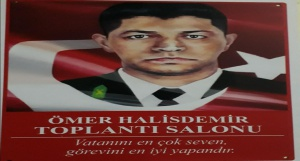 ÖMER HALİSDEMİR
TOPLANTI SALONU
Vatanını en çok seven,
görevini en iyi yapandır.